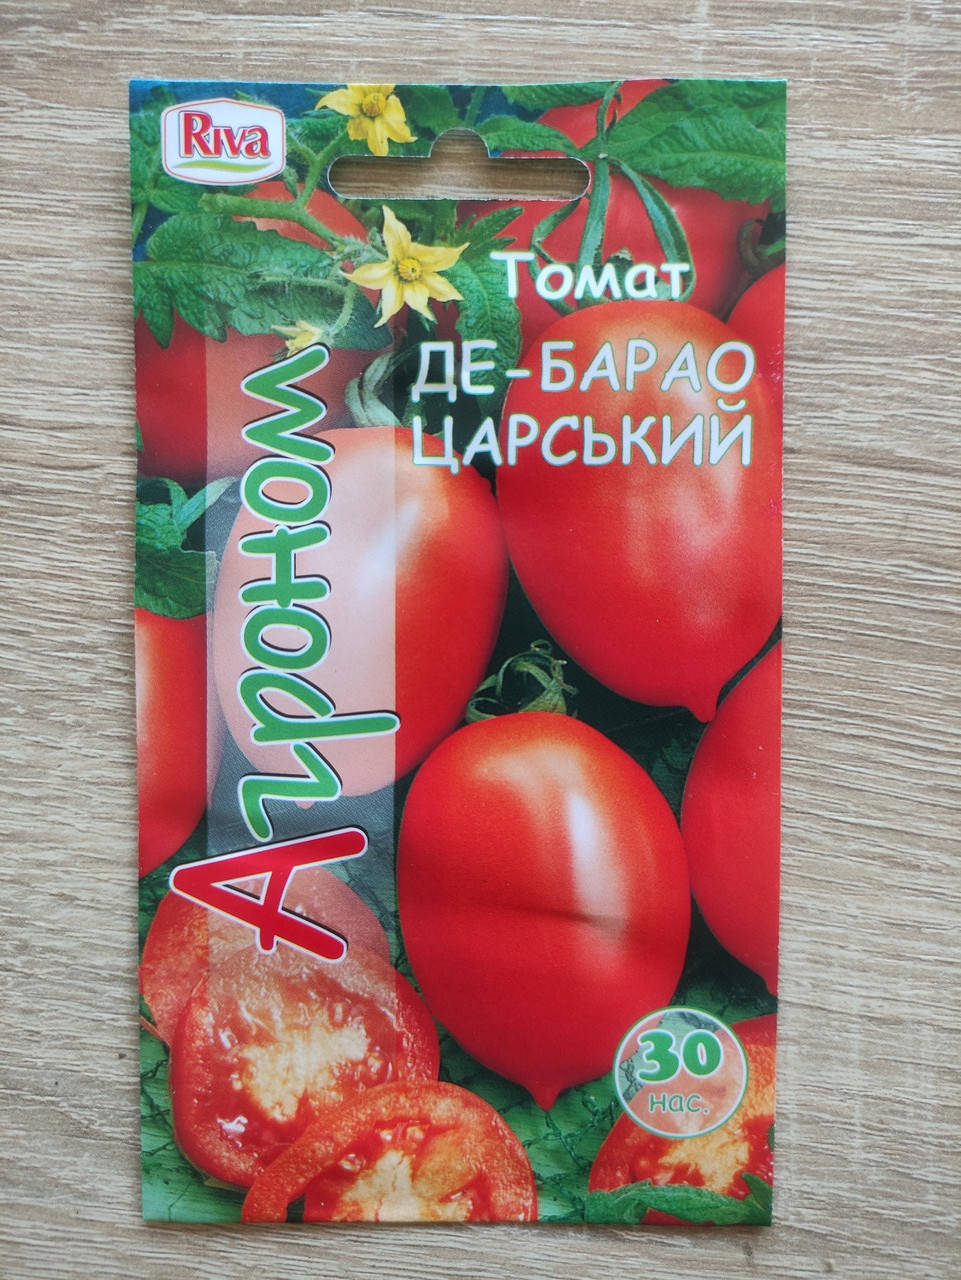 Riva
Томат
ДЕ-БАРАО
ЦАРСЬКИЙ
Агроном
30
нас.